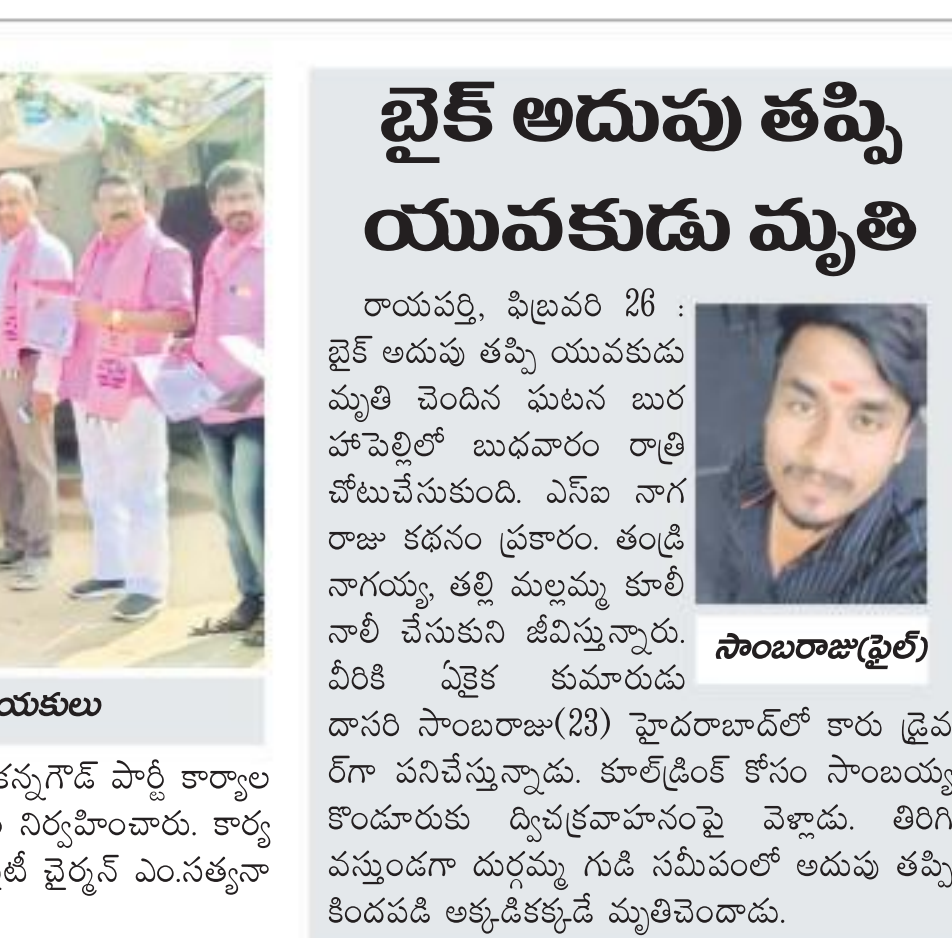 బైక్ అదుపు తప్పి
యువకుడు మృతి
రాయపర్తి, ఫిబ్రవరి 26 :
బైక్ అదుపు తప్పి యువకుడు
మృతి చెందిన ఘటన బుర
హాపెల్లిలో బుధవారం రాత్రి
చోటుచేసుకుంది. ఎస్ఐ నాగ
రాజు కథనం ప్రకారం. తండ్రి
నాగయ్య, తల్లి మల్లమ్మ కూలీ
నాలీ చేసుకుని జీవిస్తున్నారు.
వీరికి ఏకైక కుమారుడు
దాసరి సాంబరాజు(23) హైదరాబాద్‌లో కారు డ్రైవ
ర్‌గా పనిచేస్తున్నాడు. కూల్‌డ్రింక్ కోసం సాంబయ్య
కొండూరుకు ద్విచక్రవాహనంపై వెళ్లాడు. తిరిగి
వస్తుండగా దుర్గమ్మ గుడి సమీపంలో అదుపు తప్పి
కిందపడి అక్కడికక్కడే మృతిచెందాడు.
సాంబరాజు(ఫైల్)
యకులు
కన్నగౌడ్ పార్టీ కార్యాల
నిర్వహించారు. కార్య
చైర్మన్ ఎం.సత్యనా